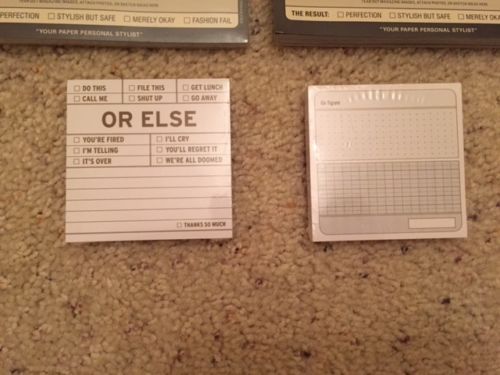 PERFECTION ☐ STYLISH BUT SAFE ☐ MERELY OKAY ☐ FASHION FAIL
"YOUR PAPER PERSONAL STYLIST"
THE RESULT: ☐ PERFECTION ☐ STYLISH BUT SAFE ☐ MERELY OKAY
"YOUR PAPER PERSONAL STYLIST"
☐ DO THIS ☐ FILE THIS ☐ GET LUNCH
☐ CALL ME ☐ SHUT UP ☐ GO AWAY
OR ELSE
☐ YOU'RE FIRED ☐ I'LL CRY
☐ I'M TELLING ☐ YOU'LL REGRET IT
☐ IT'S OVER ☐ WE'RE ALL DOOMED
☐ THANKS SO MUCH